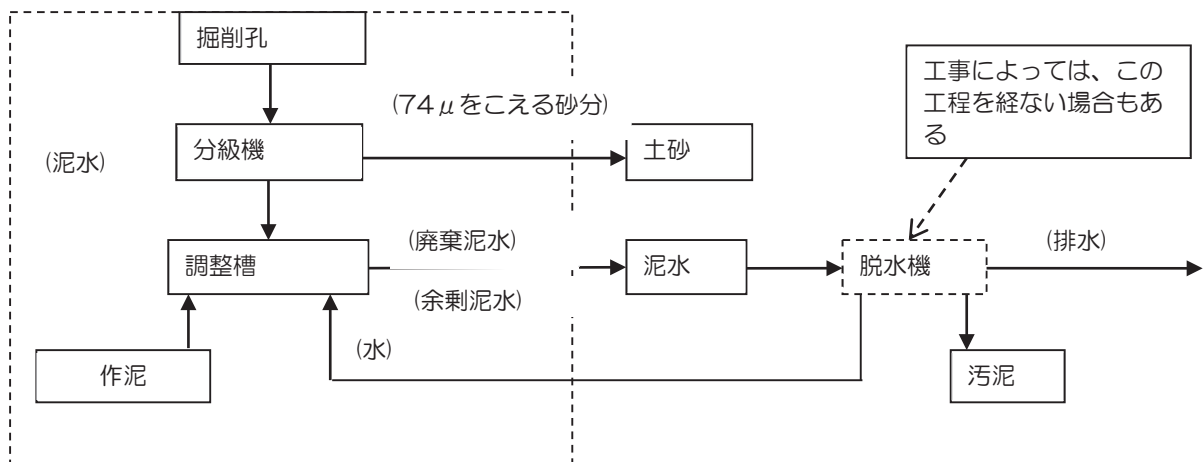 掘削孔
工事によっては、この
工程を経ない場合もあ
る
(74μをこえる砂分)
(泥水)
分級機
土砂
(廃棄泥水)
(排水)
調整槽
泥水
脱水機
(余剰泥水)
(水)
作泥
汚泥